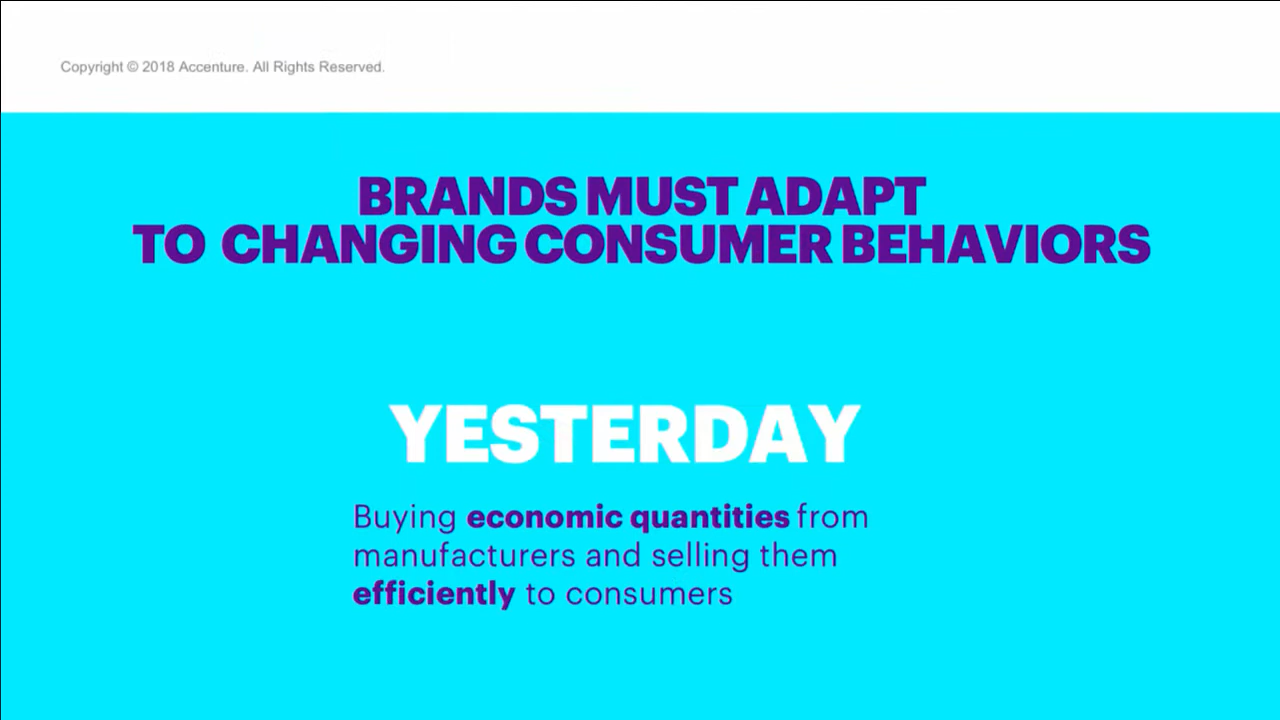 Copyright © 2018 Accenture. All Rights Reserved.
BRANDS MUST ADAPT
TO CHANGING CONSUMER BEHAVIORS
YESTERDAY
Buying economic quantities from
manufacturers and selling them
efficiently to consumers